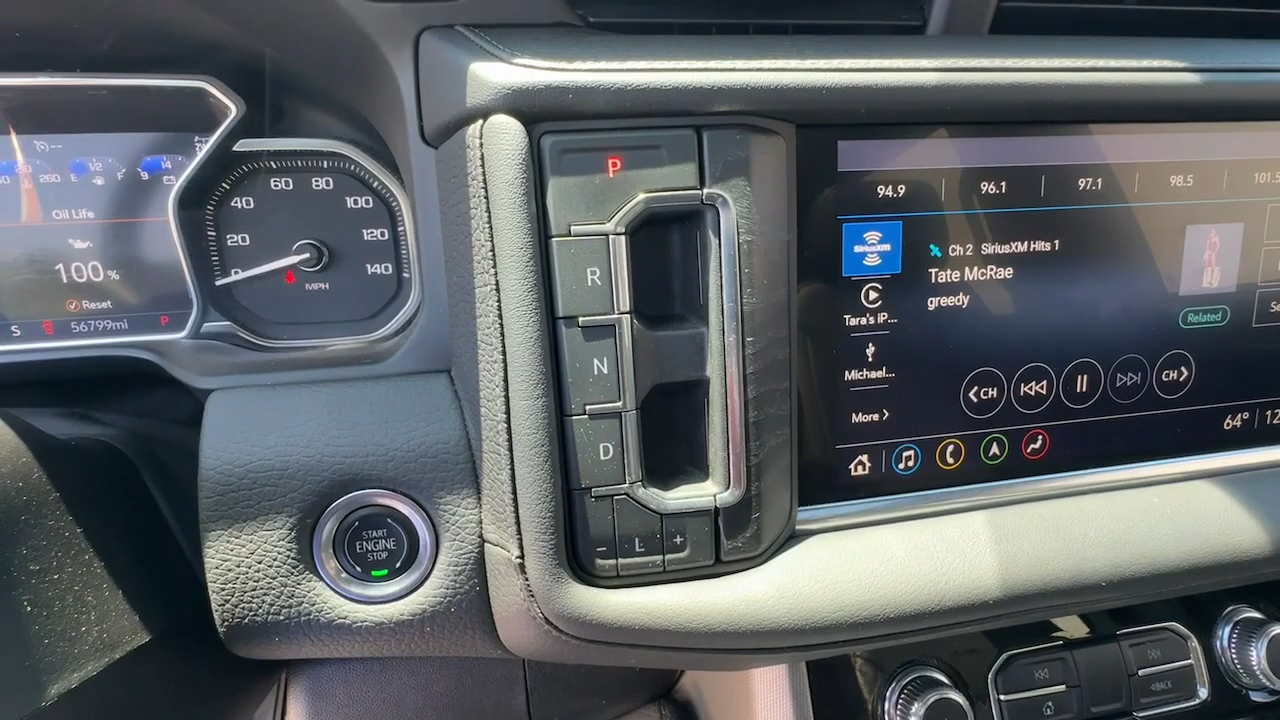 260
E 1/2 F
9 14
Oil Life
100 %
Reset
S 56799mi P
0 20 40 60 80 100 120 140
MPH
START
ENGINE
STOP
P
R
N
D
– L +
94.9 96.1 97.1 98.5 101.5
SiriusXM
Ch 2 SiriusXM Hits 1
Tate McRae
greedy
Related
Tara's iP...
Michael...
More
CH CH
64° 12
BACK